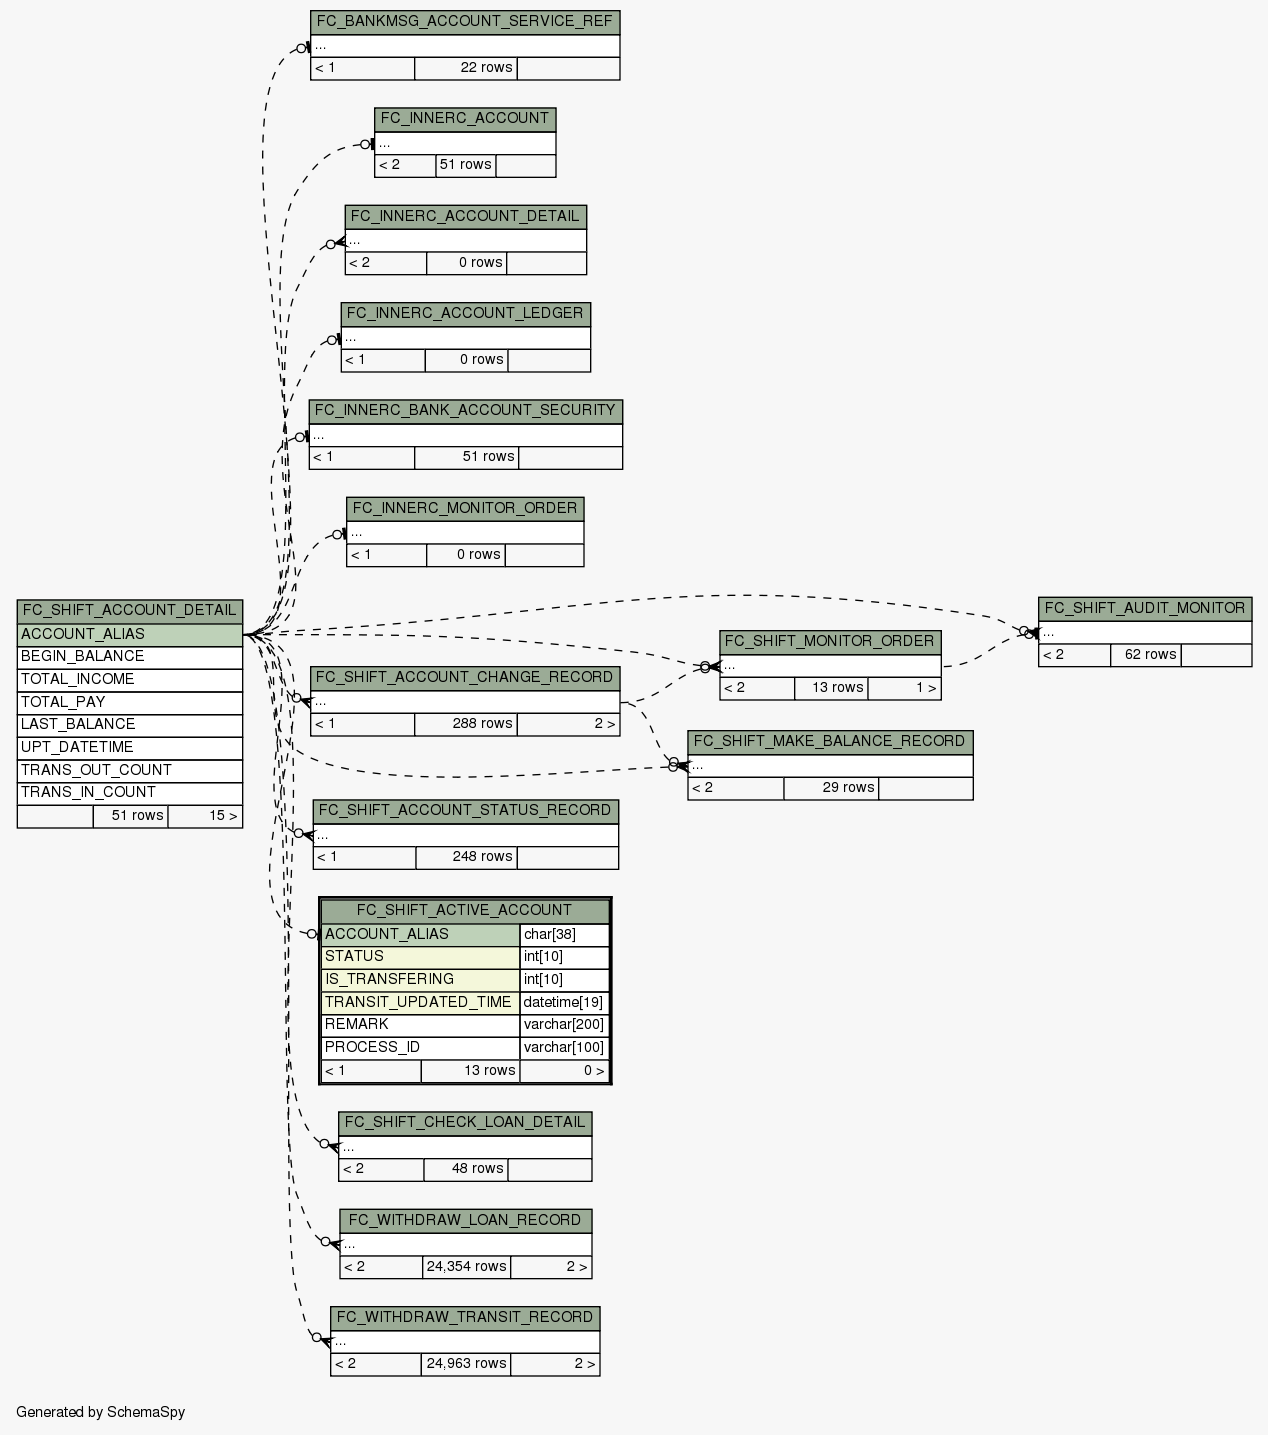 FC_BANKMSG_ACCOUNT_SERVICE_REF
...
< 1 22 rows
FC_INNERC_ACCOUNT
...
< 2 51 rows
FC_INNERC_ACCOUNT_DETAIL
...
< 2 0 rows
FC_INNERC_ACCOUNT_LEDGER
...
< 1 0 rows
FC_INNERC_BANK_ACCOUNT_SECURITY
...
< 1 51 rows
FC_INNERC_MONITOR_ORDER
...
< 1 0 rows
FC_SHIFT_ACCOUNT_DETAIL
ACCOUNT_ALIAS
BEGIN_BALANCE
TOTAL_INCOME
TOTAL_PAY
LAST_BALANCE
UPT_DATETIME
TRANS_OUT_COUNT
TRANS_IN_COUNT
51 rows 15 >
FC_SHIFT_AUDIT_MONITOR
...
< 2 62 rows
FC_SHIFT_MONITOR_ORDER
...
< 2 13 rows 1 >
FC_SHIFT_ACCOUNT_CHANGE_RECORD
...
< 1 288 rows 2 >
FC_SHIFT_MAKE_BALANCE_RECORD
...
< 2 29 rows
FC_SHIFT_ACCOUNT_STATUS_RECORD
...
< 1 248 rows
FC_SHIFT_ACTIVE_ACCOUNT
ACCOUNT_ALIAS char[38]
STATUS int[10]
IS_TRANSFERING int[10]
TRANSIT_UPDATED_TIME datetime[19]
REMARK varchar[200]
PROCESS_ID varchar[100]
< 1 13 rows 0 >
FC_SHIFT_CHECK_LOAN_DETAIL
...
< 2 48 rows
FC_WITHDRAW_LOAN_RECORD
...
< 2 24,354 rows 2 >
FC_WITHDRAW_TRANSIT_RECORD
...
< 2 24,963 rows 2 >
Generated by SchemaSpy